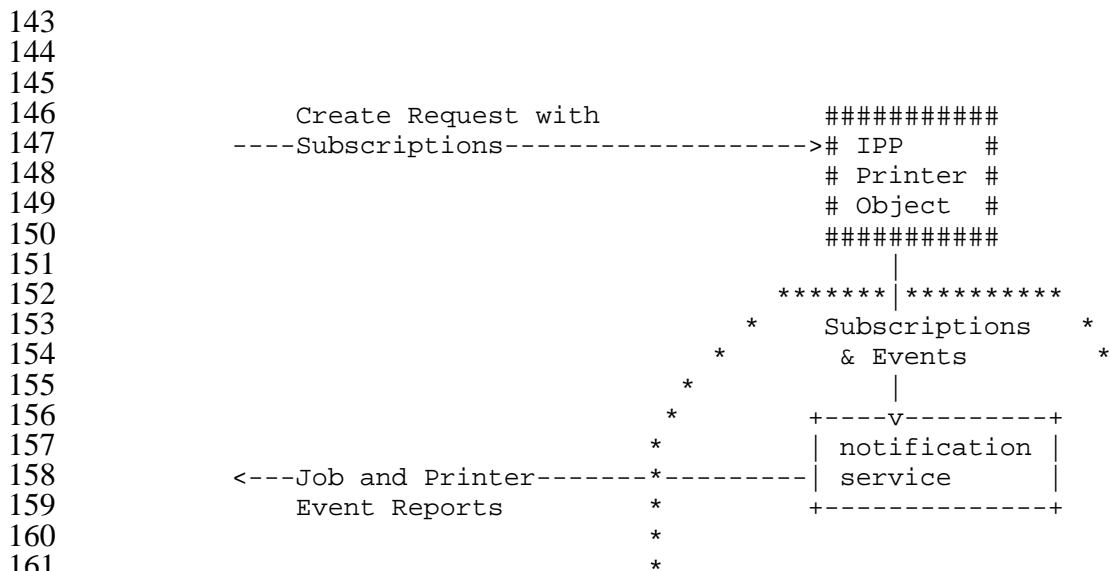 143
144
145
146 Create Request with ###########
147 ----Subscriptions------------------->#  IPP     #
148 # Printer #
149 # Object  #
150 ###########
151 |
152 *******|**********
153 *    Subscriptions   *
154 *       & Events        *
155 *            |
156 *        +----v---------+
157 *         | notification |
158 <---Job and Printer-------*---------| service      |
159 Event Reports         *         +--------------+
160 *
161 *